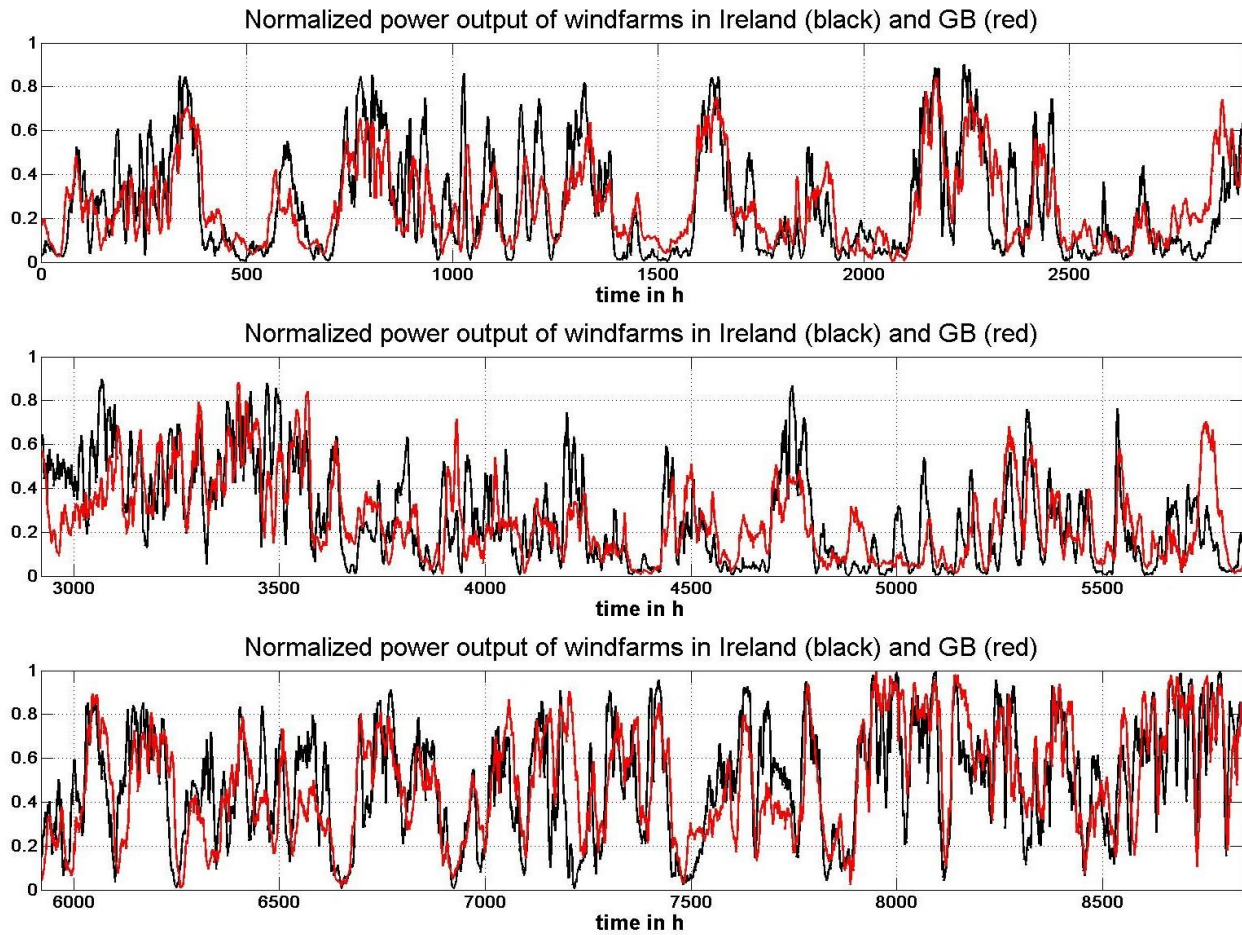 Normalized power output of windfarms in Ireland (black) and GB (red)
1
0.8
0.6
0.4
0.2
0
0 500 1000 1500 2000 2500
time in h
Normalized power output of windfarms in Ireland (black) and GB (red)
1
0.8
0.6
0.4
0.2
0
3000 3500 4000 4500 5000 5500
time in h
Normalized power output of windfarms in Ireland (black) and GB (red)
1
0.8
0.6
0.4
0.2
0
6000 6500 7000 7500 8000 8500
time in h